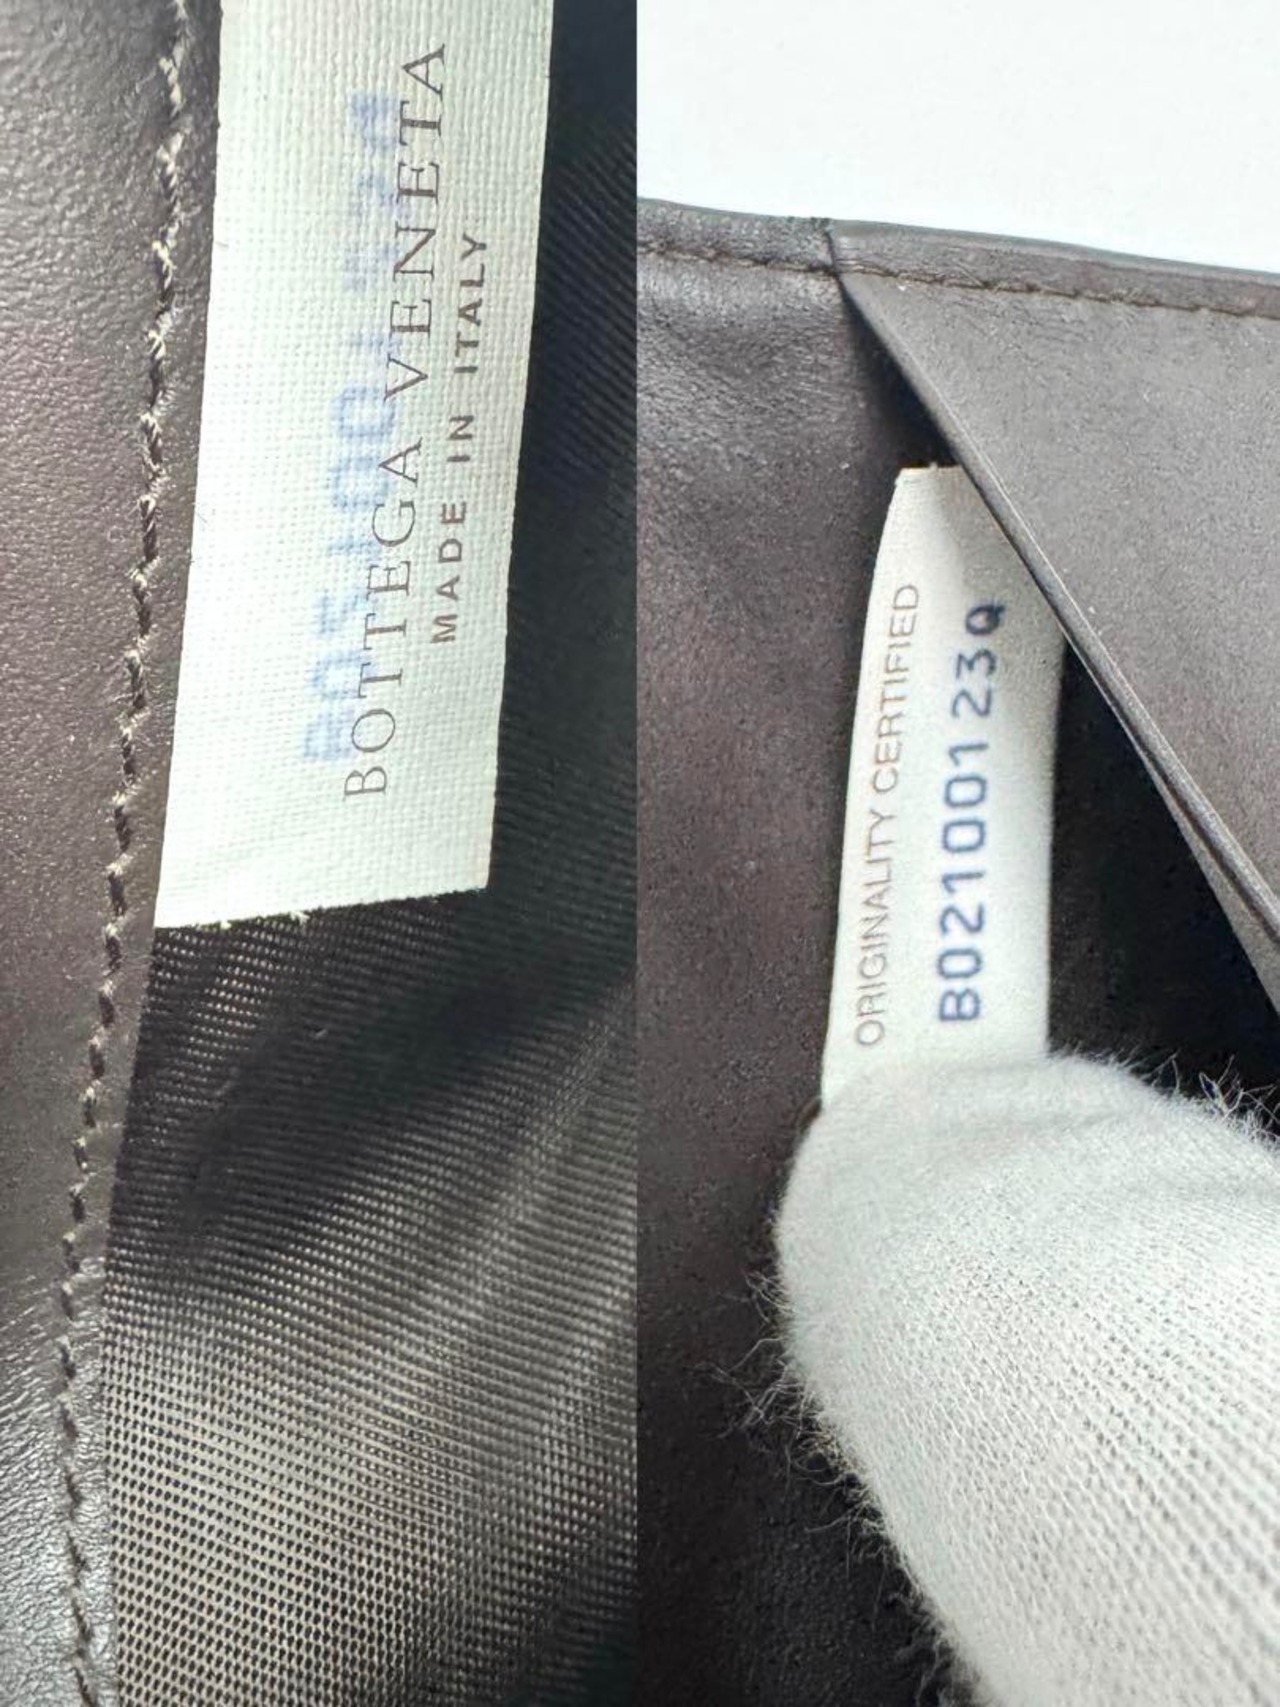 BOTTEGA VENETA
MADE IN ITALY
ORIGINALITY CERTIFIED
B02100123Q